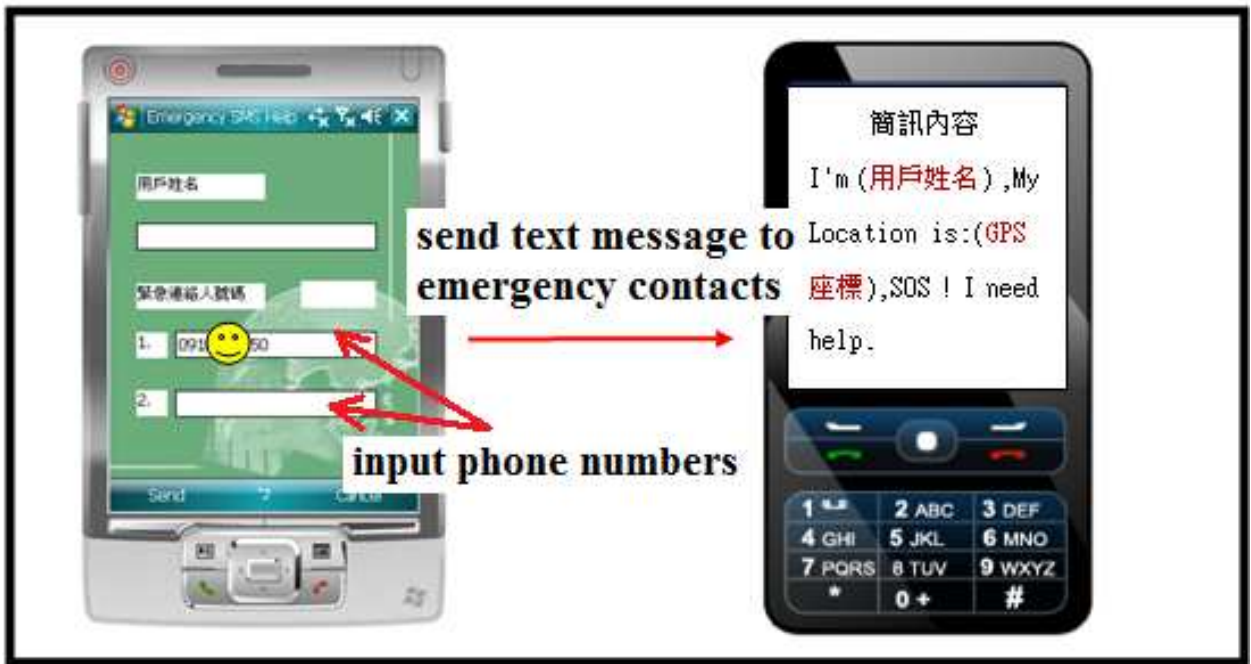 Emergency SMS Help
用戶姓名
緊急連絡人號碼
1.
091
50
2.
Send
Cancel
send text message to
emergency contacts
input phone numbers
簡訊內容
I'm(用戶姓名),My
Location is:(GPS
座標),SOS ! I need
help.
1
2 ABC
3 DEF
4 GHI
5 JKL
6 MNO
7 PQRS
8 TUV
9 WXYZ
*
0 +
#